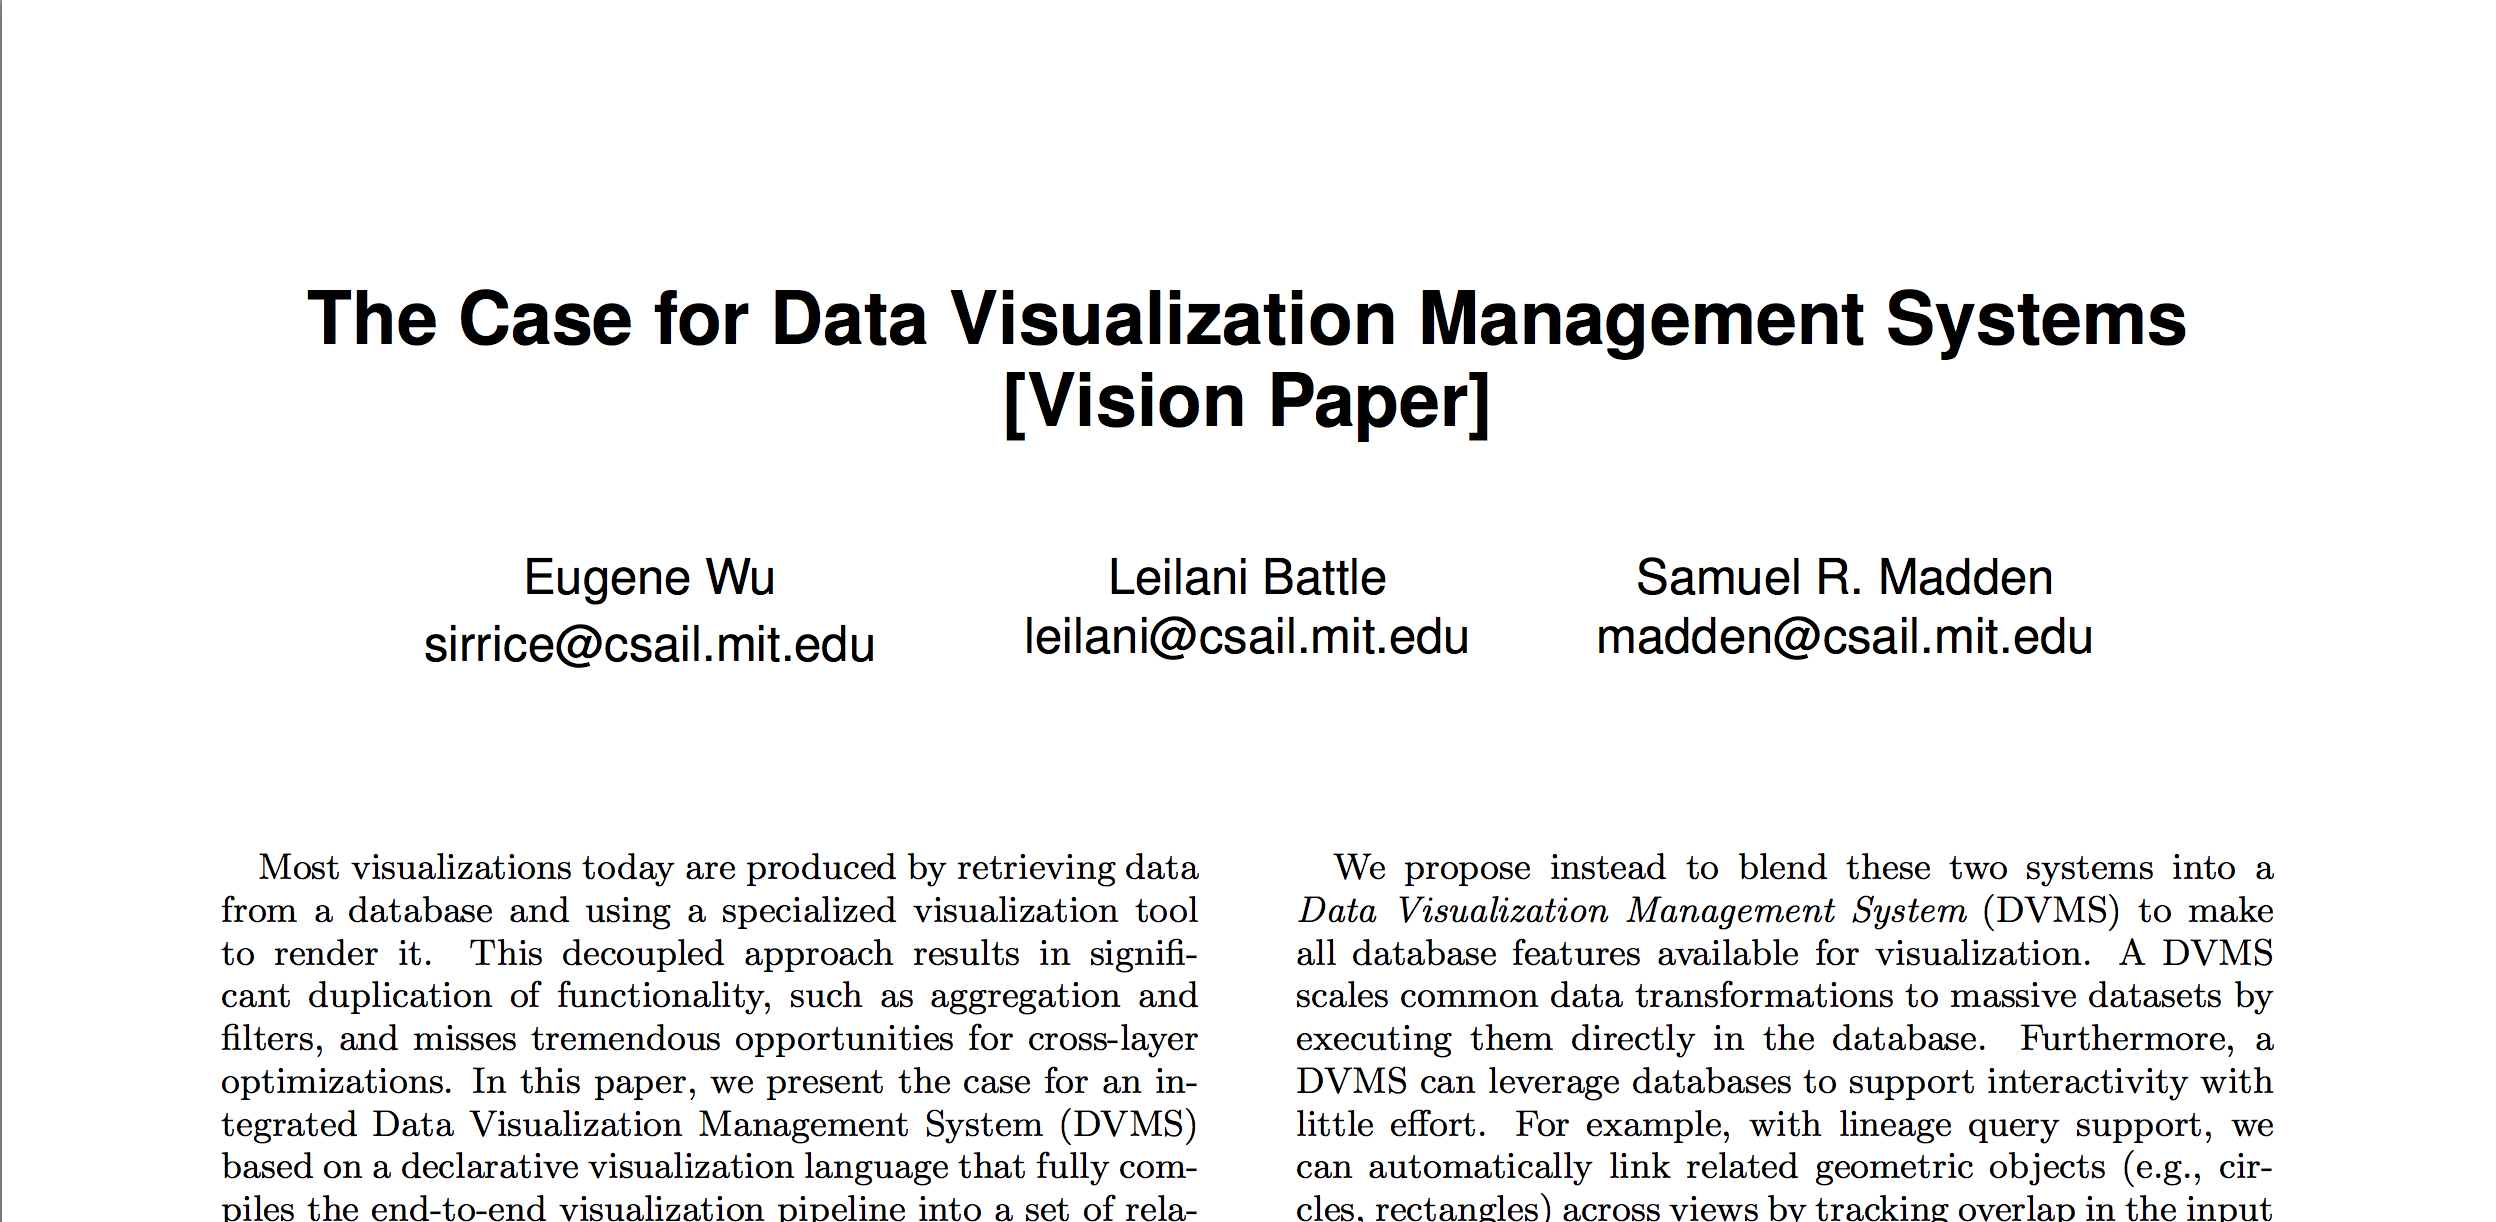 The Case for Data Visualization Management Systems
[Vision Paper]
Eugene Wu
sirrice@csail.mit.edu
Leilani Battle
leilani@csail.mit.edu
Samuel R. Madden
madden@csail.mit.edu
Most visualizations today are produced by retrieving data
from a database and using a specialized visualization tool
to render it. This decoupled approach results in signifi-
cant duplication of functionality, such as aggregation and
filters, and misses tremendous opportunities for cross-layer
optimizations. In this paper, we present the case for an in-
tegrated Data Visualization Management System (DVMS)
based on a declarative visualization language that fully com-
piles the end-to-end visualization pipeline into a set of rela-
We propose instead to blend these two systems into a
Data Visualization Management System (DVMS) to make
all database features available for visualization. A DVMS
scales common data transformations to massive datasets by
executing them directly in the database. Furthermore, a
DVMS can leverage databases to support interactivity with
little effort. For example, with lineage query support, we
can automatically link related geometric objects (e.g., cir-
cles, rectangles) across views by tracking overlap in the input